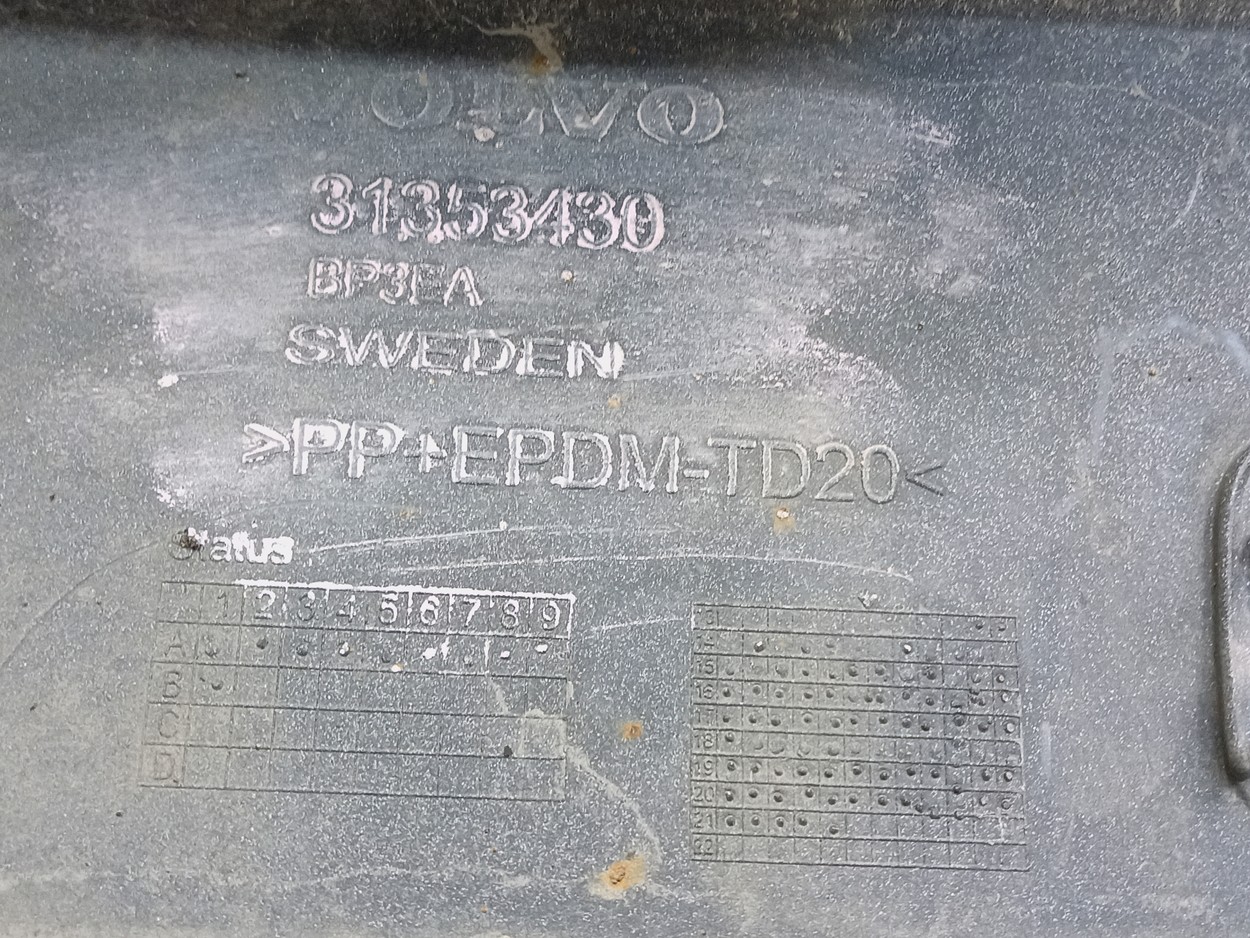 VOLVO
31353430
BP3EA
SWEDEN
>PP+EPDM-TD20<
Status
1 2 3 4 5 6 7 8 9
A
B
C
D
14
15
16
17
18
19
20
21
22